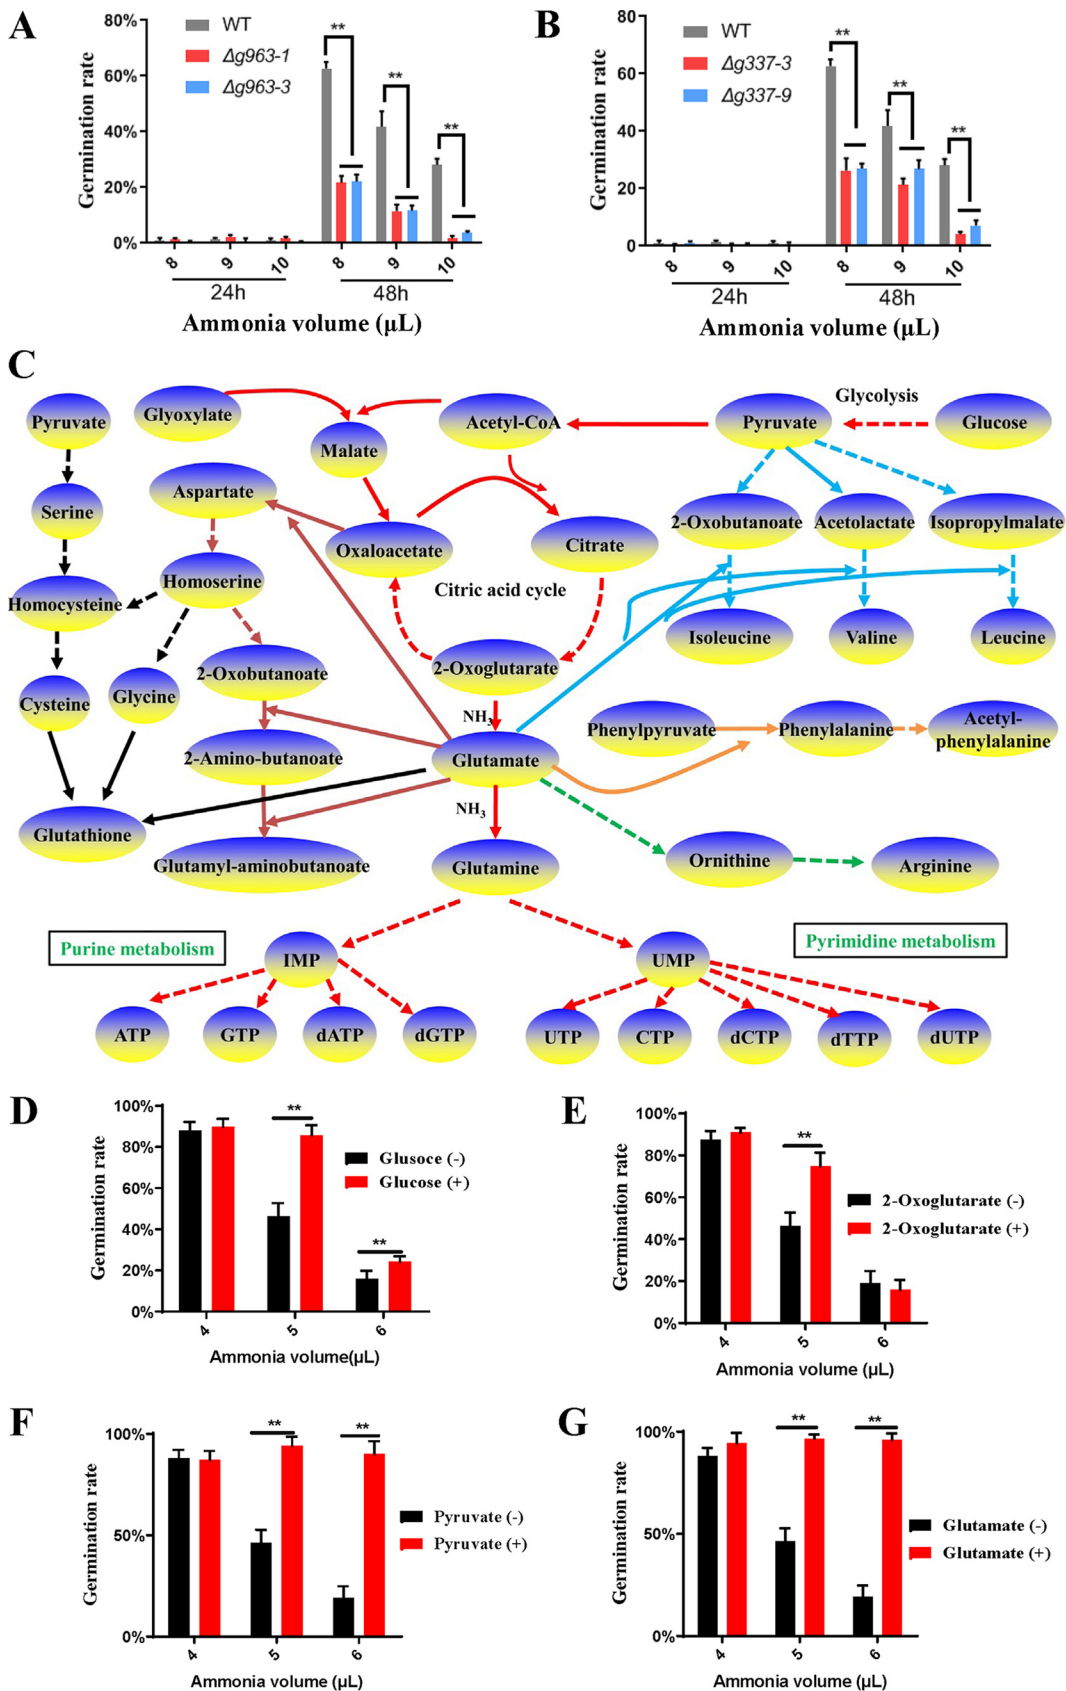 A
80%
60%
40%
20%
0%
Germination rate
WT
Δg963-1
Δg963-3
**
**
**
8
9
10
8
9
10
24h
48h
Ammonia volume (μL)
B
80
60
40
20
0
Germination rate
WT
Δg337-3
Δg337-9
**
**
**
8
9
10
8
9
10
24h
48h
Ammonia volume (μL)
C
Glycolysis
Pyruvate
Glyoxylate
Acetyl-CoA
Pyruvate
Glucose
Malate
Serine
Aspartate
2-Oxobutanoate
Acetolactate
Isopropylmalate
Oxaloacetate
Citrate
Homoserine
Citric acid cycle
Homocysteine
Isoleucine
Valine
Leucine
2-Oxobutanoate
2-Oxoglutarate
Cysteine
Glycine
NH3
Phenylpyruvate
Phenylalanine
Acetyl-
phenylalanine
2-Amino-butanoate
Glutamate
NH3
Glutathione
Glutamyl-aminobutanoate
Glutamine
Ornithine
Arginine
Purine metabolism
IMP
UMP
Pyrimidine metabolism
ATP
GTP
dATP
dGTP
UTP
CTP
dCTP
dTTP
dUTP
D
100%
80%
60%
40%
20%
0%
Germination rate
**
**
Glusoce (-)
Glucose (+)
4
5
6
Ammonia volume(μL)
E
100%
80%
60%
40%
20%
0%
Germination rate
**
2-Oxoglutarate (-)
2-Oxoglutarate (+)
4
5
6
Ammonia volume (μL)
F
100%
50%
0%
Germination rate
**
**
Pyruvate (-)
Pyruvate (+)
4
5
6
Ammonia volume (μL)
G
100%
50%
0%
Germination rate
**
**
Glutamate (-)
Glutamate (+)
4
5
6
Ammonia volume (μL)